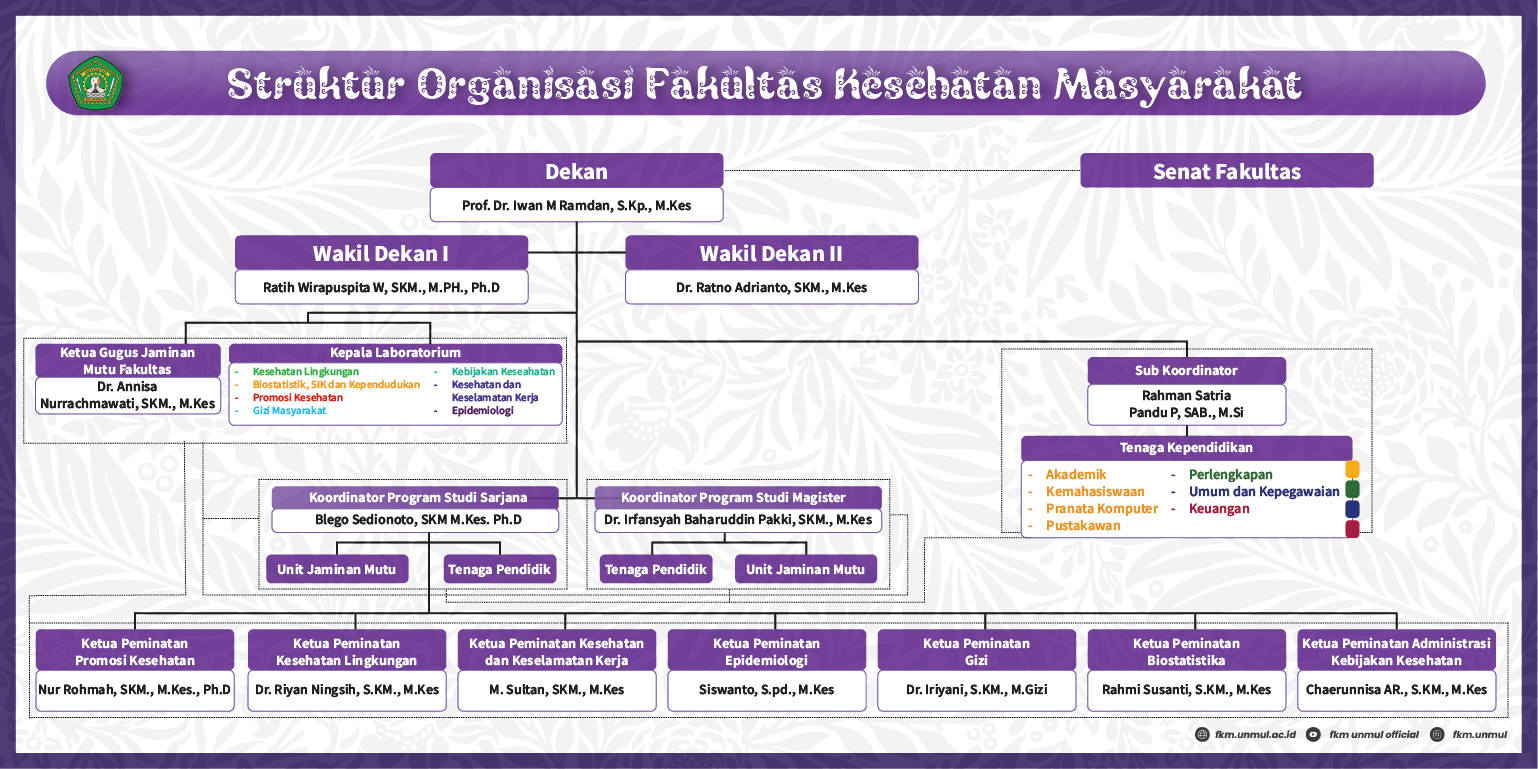 Struktur Organisasi Fakultas Kesehatan Masyarakat
Dekan
Prof. Dr. Iwan M Ramdan, S.Kp., M.Kes
Senat Fakultas
Wakil Dekan I
Ratih Wirapuspita W, SKM., M.PH., Ph.D
Wakil Dekan II
Dr. Ratno Adrianto, SKM., M.Kes
Ketua Gugus Jaminan
Mutu Fakultas
Dr. Annisa
Nurrachmawati, SKM., M.Kes
Kepala Laboratorium
- Kesehatan Lingkungan
- Biostatistik, SIK dan Kependudukan
- Promosi Kesehatan
- Gizi Masyarakat
- Kebijakan Keseahatan
- Kesehatan dan
Keselamatan Kerja
- Epidemiologi
Sub Koordinator
Rahman Satria
Pandu P, SAB., M.Si
Tenaga Kependidikan
- Akademik
- Kemahasiswaan
- Pranata Komputer
- Pustakawan
- Perlengkapan
- Umum dan Kepegawaian
- Keuangan
Koordinator Program Studi Sarjana
Blego Sedionoto, SKM M.Kes. Ph.D
Unit Jaminan Mutu
Tenaga Pendidik
Koordinator Program Studi Magister
Dr. Irfansyah Baharuddin Pakki, SKM., M.Kes
Tenaga Pendidik
Unit Jaminan Mutu
Ketua Peminatan
Promosi Kesehatan
Nur Rohmah, SKM., M.Kes., Ph.D
Ketua Peminatan
Kesehatan Lingkungan
Dr. Riyan Ningsih, S.KM., M.Kes
Ketua Peminatan Kesehatan
dan Keselamatan Kerja
M. Sultan, SKM., M.Kes
Ketua Peminatan
Epidemiologi
Siswanto, S.pd., M.Kes
Ketua Peminatan
Gizi
Dr. Iriyani, S.KM., M.Gizi
Ketua Peminatan
Biostatistika
Rahmi Susanti, S.KM., M.Kes
Ketua Peminatan Administrasi
Kebijakan Kesehatan
Chaerunnisa AR., S.KM., M.Kes
fkm.unmul.ac.id
fkm unmul official
fkm.unmul